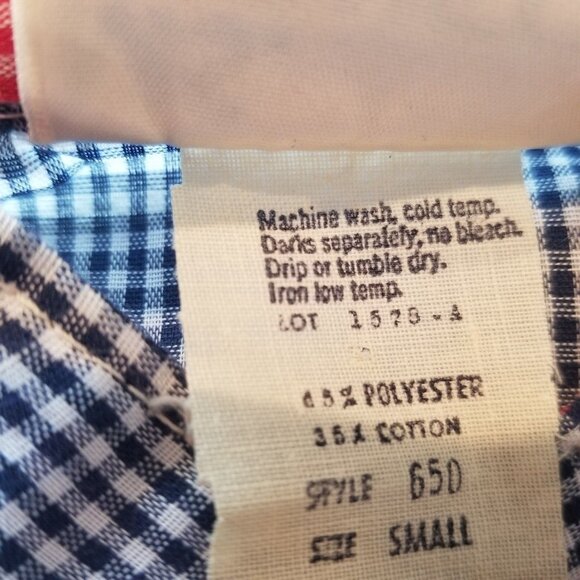 Machine wash, cold temp.
Darks separately, no bleach.
Drip or tumble dry.
Iron low temp.
LOT 1578-A
65% POLYESTER
35% COTTON
STYLE 650
SIZE SMALL